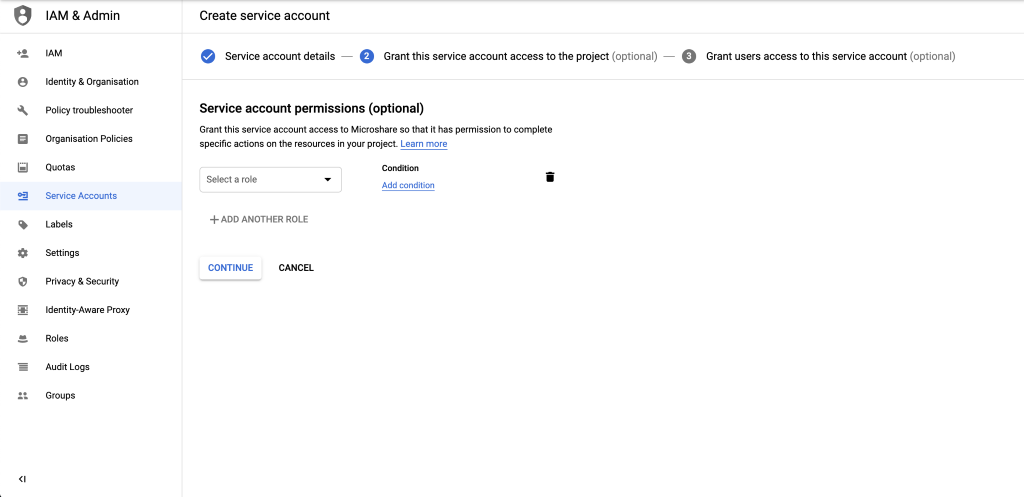 IAM & Admin
Create service account
IAM
Identity & Organisation
Policy troubleshooter
Organisation Policies
Quotas
Service Accounts
Labels
Settings
Privacy & Security
Identity-Aware Proxy
Roles
Audit Logs
Groups
Service account details — 2 Grant this service account access to the project (optional) — 3 Grant users access to this service account (optional)
Service account permissions (optional)
Grant this service account access to Microshare so that it has permission to complete
specific actions on the resources in your project. Learn more
Select a role
Condition
Add condition
+ ADD ANOTHER ROLE
CONTINUE CANCEL